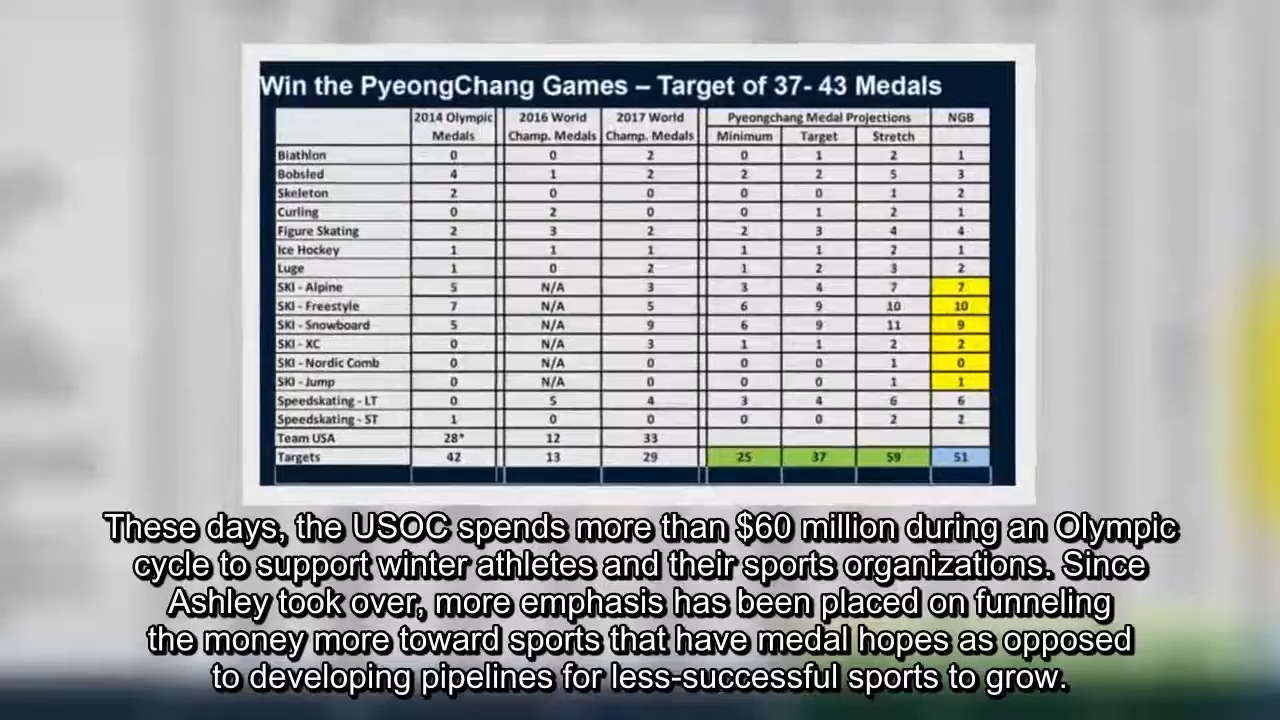 Win the PyeongChang Games – Target of 37- 43 Medals
2014 Olympic Medals 2016 World Champ. Medals 2017 World Champ. Medals Pyeongchang Medal Projections NGB
Minimum Target Stretch
Biathlon 0 0 2 0 1 2 1
Bobsled 4 1 2 2 2 5 3
Skeleton 2 0 0 0 0 1 2
Curling 0 2 0 0 1 2 1
Figure Skating 2 3 2 2 3 4 4
Ice Hockey 1 1 1 1 1 2 1
Luge 1 0 2 1 2 3 2
SKI - Alpine 5 N/A 3 3 4 7 7
SKI - Freestyle 7 N/A 5 6 9 10 10
SKI - Snowboard 5 N/A 9 6 9 11 9
SKI - XC 0 N/A 3 1 1 2 2
SKI - Nordic Comb 0 N/A 0 0 0 1 0
SKI - Jump 0 N/A 0 0 0 1 1
Speedskating - LT 0 5 4 3 4 6 6
Speedskating - ST 1 0 0 0 0 2 2
Team USA 28* 12 33
Targets 42 13 29 25 37 59 51
These days, the USOC spends more than $60 million during an Olympic
cycle to support winter athletes and their sports organizations. Since
Ashley took over, more emphasis has been placed on funneling
the money more toward sports that have medal hopes as opposed
to developing pipelines for less-successful sports to grow.